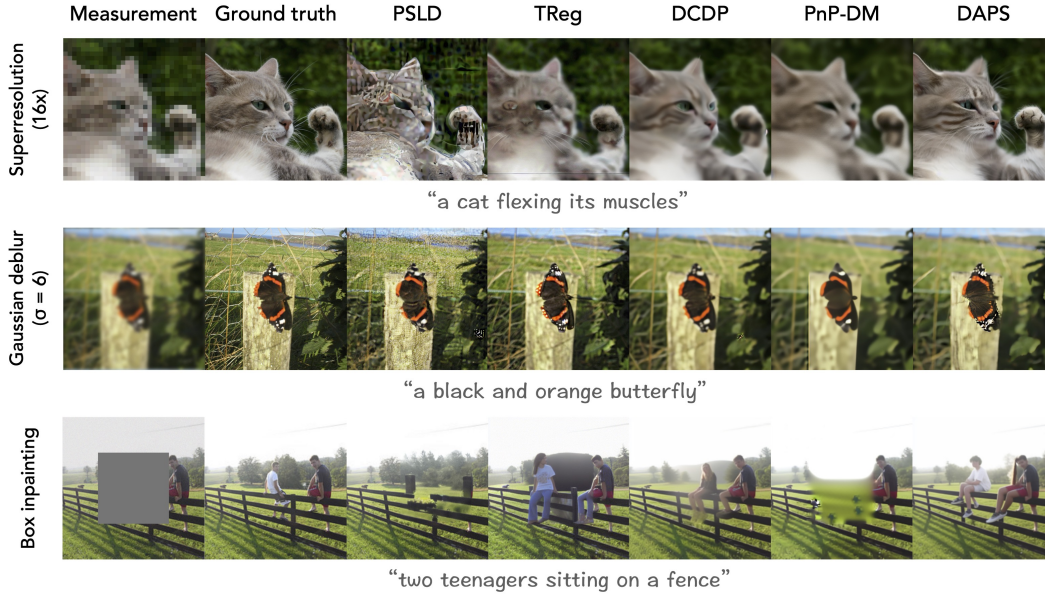 Measurement Ground truth PSLD TReg DCDP PnP-DM DAPS
Superresolution
(16x)
“a cat flexing its muscles”
Gaussian deblur
(σ = 6)
“a black and orange butterfly”
Box inpainting
“two teenagers sitting on a fence”